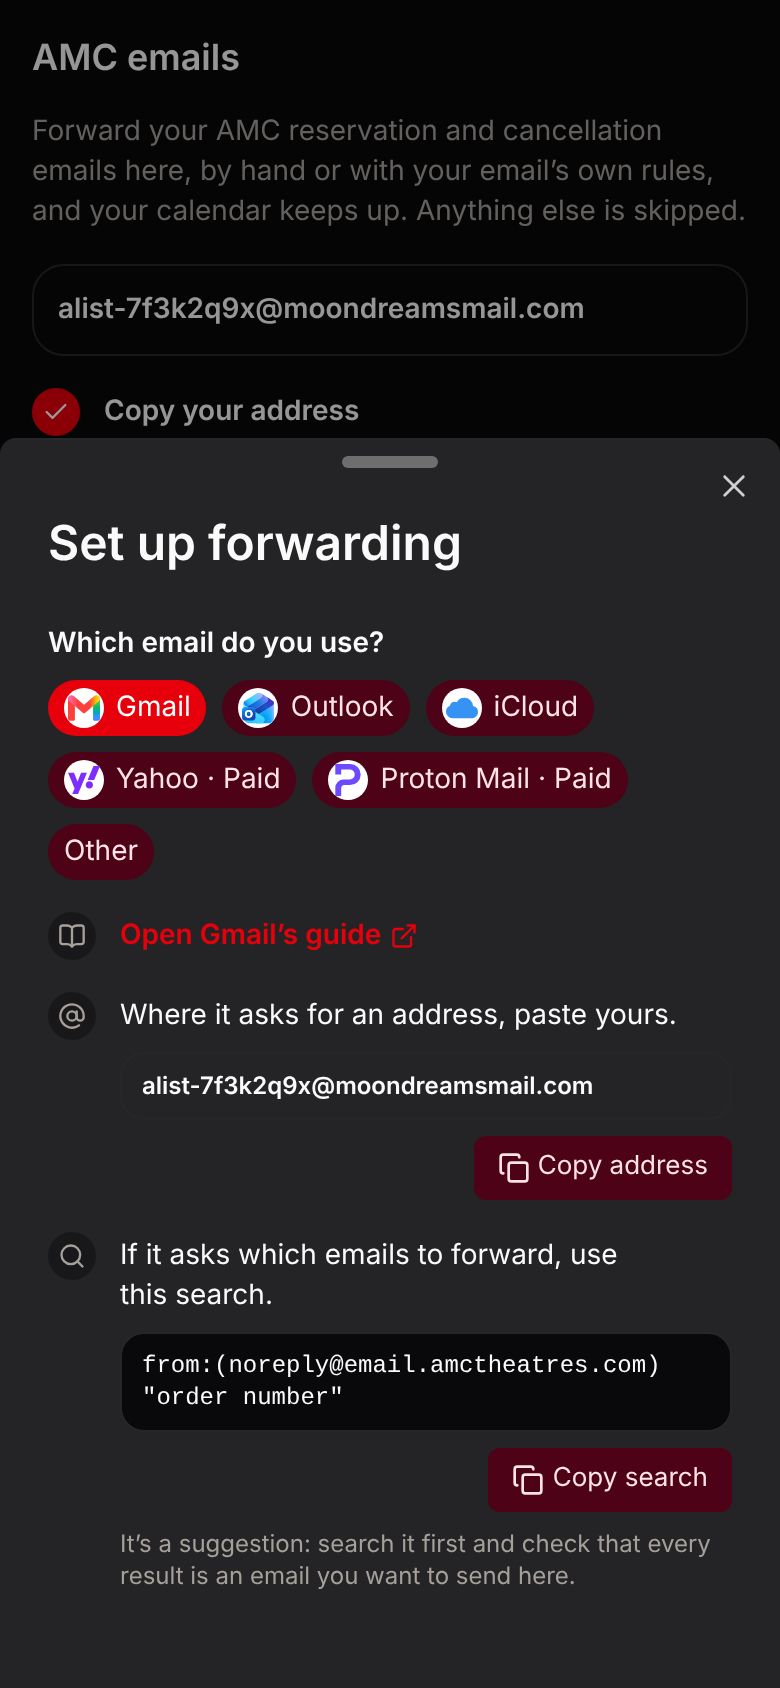 AMC emails
Forward your AMC reservation and cancellation
emails here, by hand or with your email’s own rules,
and your calendar keeps up. Anything else is skipped.
alist-7f3k2q9x@moondreamsmail.com
Copy your address
Set up forwarding
Which email do you use?
Gmail
Outlook
iCloud
Yahoo · Paid
Proton Mail · Paid
Other
Open Gmail’s guide
Where it asks for an address, paste yours.
alist-7f3k2q9x@moondreamsmail.com
Copy address
If it asks which emails to forward, use
this search.
from:(noreply@email.amctheatres.com)
"order number"
Copy search
It’s a suggestion: search it first and check that every
result is an email you want to send here.